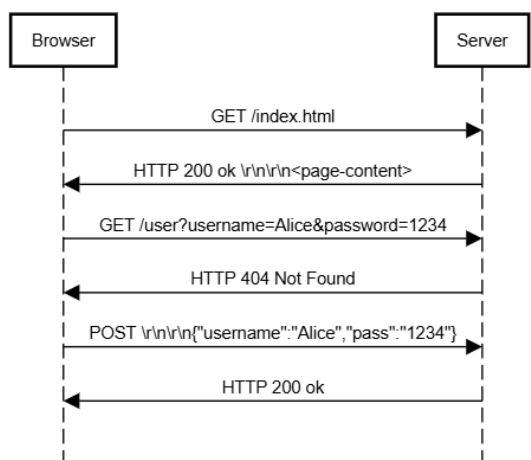 Browser
Server
GET /index.html
HTTP 200 ok \r\n\r\n<page-content>
GET /user?username=Alice&password=1234
HTTP 404 Not Found
POST \r\n\r\n{"username":"Alice","pass":"1234"}
HTTP 200 ok